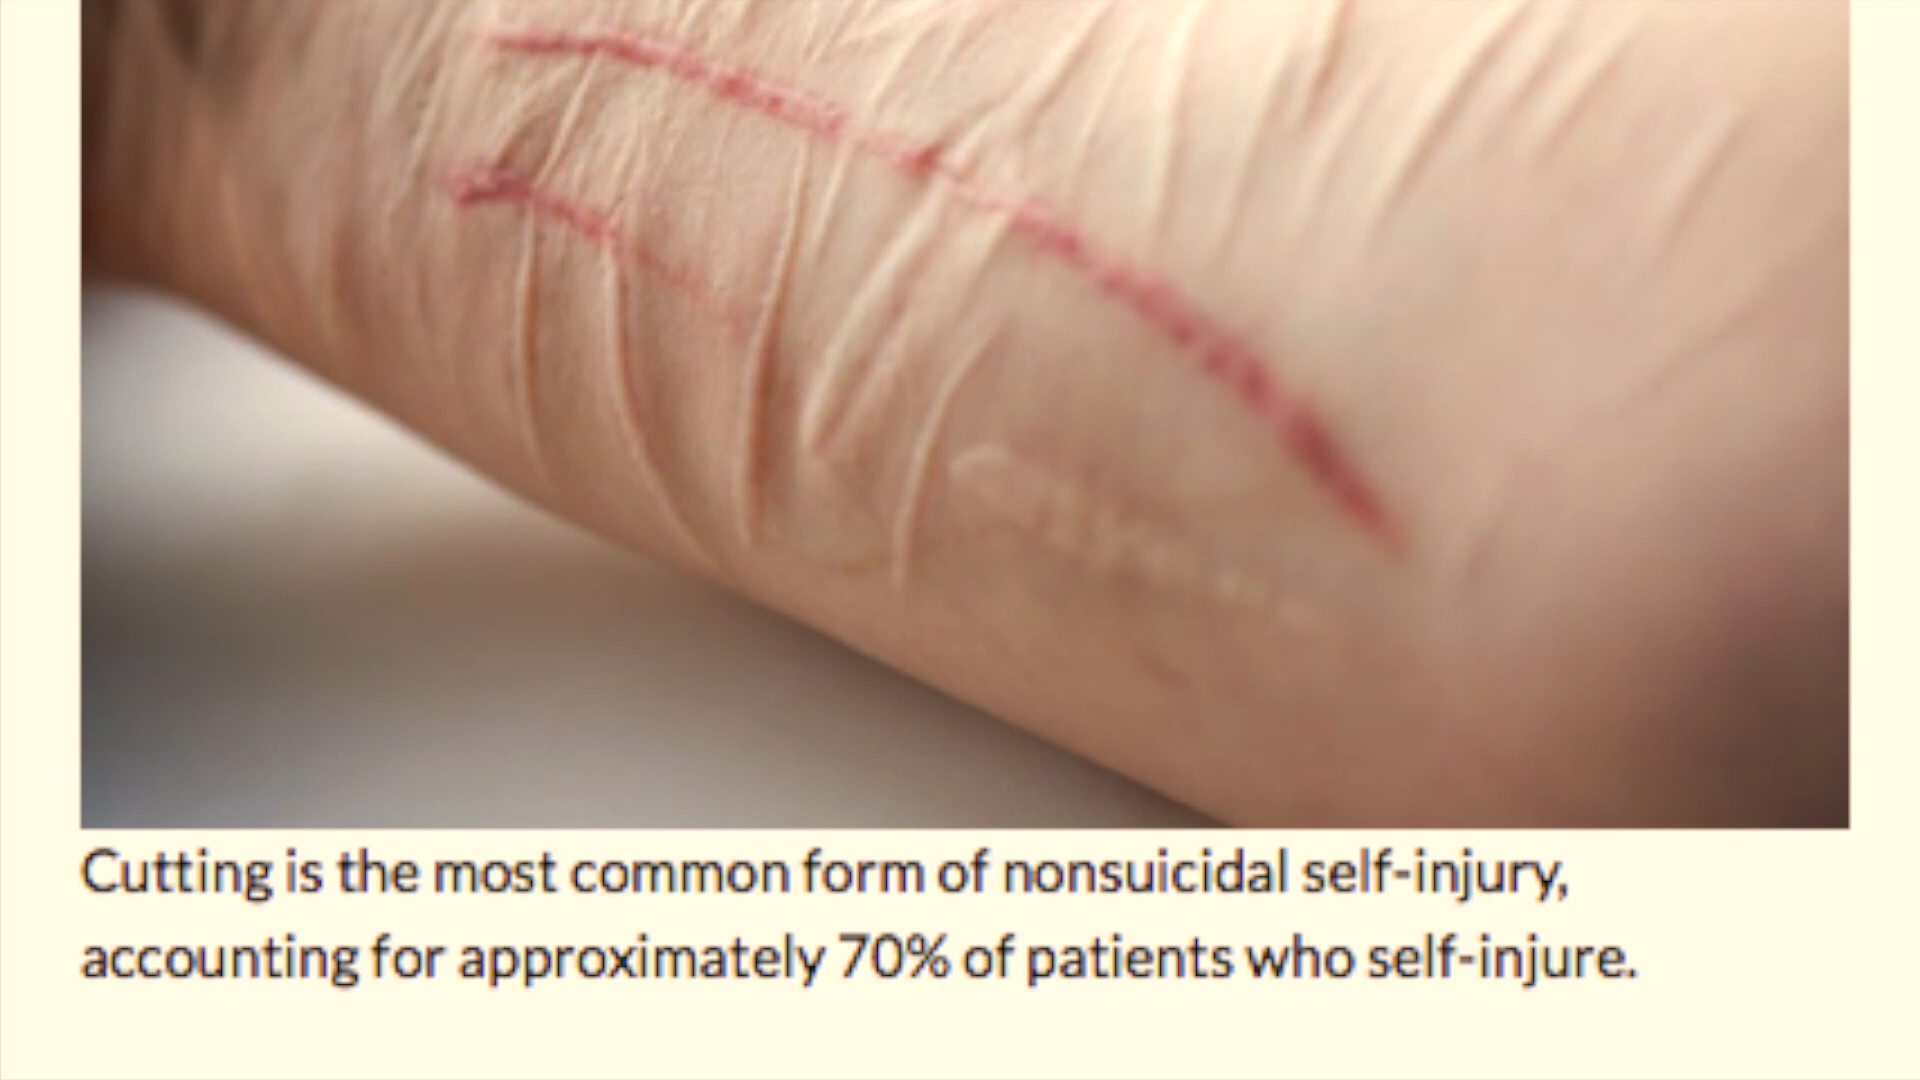 Cutting is the most common form of nonsuicidal self-injury,
accounting for approximately 70% of patients who self-injure.